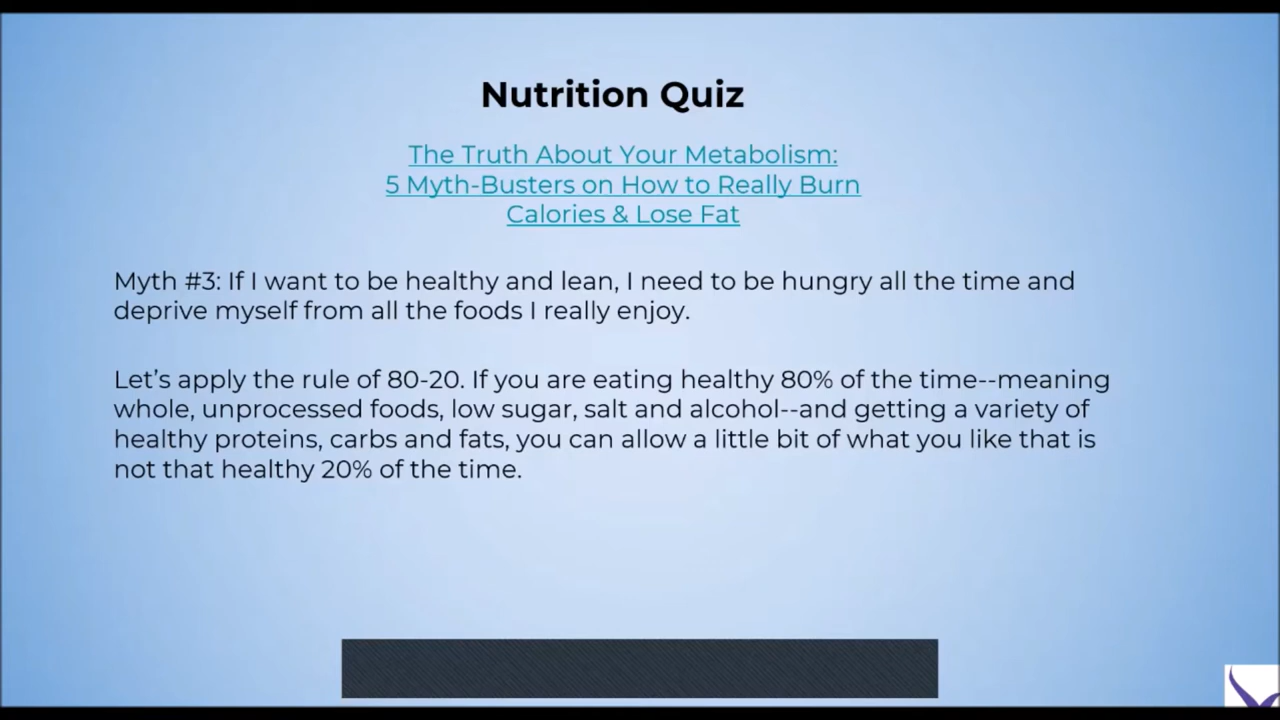 Nutrition Quiz
The Truth About Your Metabolism:
5 Myth-Busters on How to Really Burn
Calories & Lose Fat
Myth #3: If I want to be healthy and lean, I need to be hungry all the time and
deprive myself from all the foods I really enjoy.
Let’s apply the rule of 80-20. If you are eating healthy 80% of the time--meaning
whole, unprocessed foods, low sugar, salt and alcohol--and getting a variety of
healthy proteins, carbs and fats, you can allow a little bit of what you like that is
not that healthy 20% of the time.